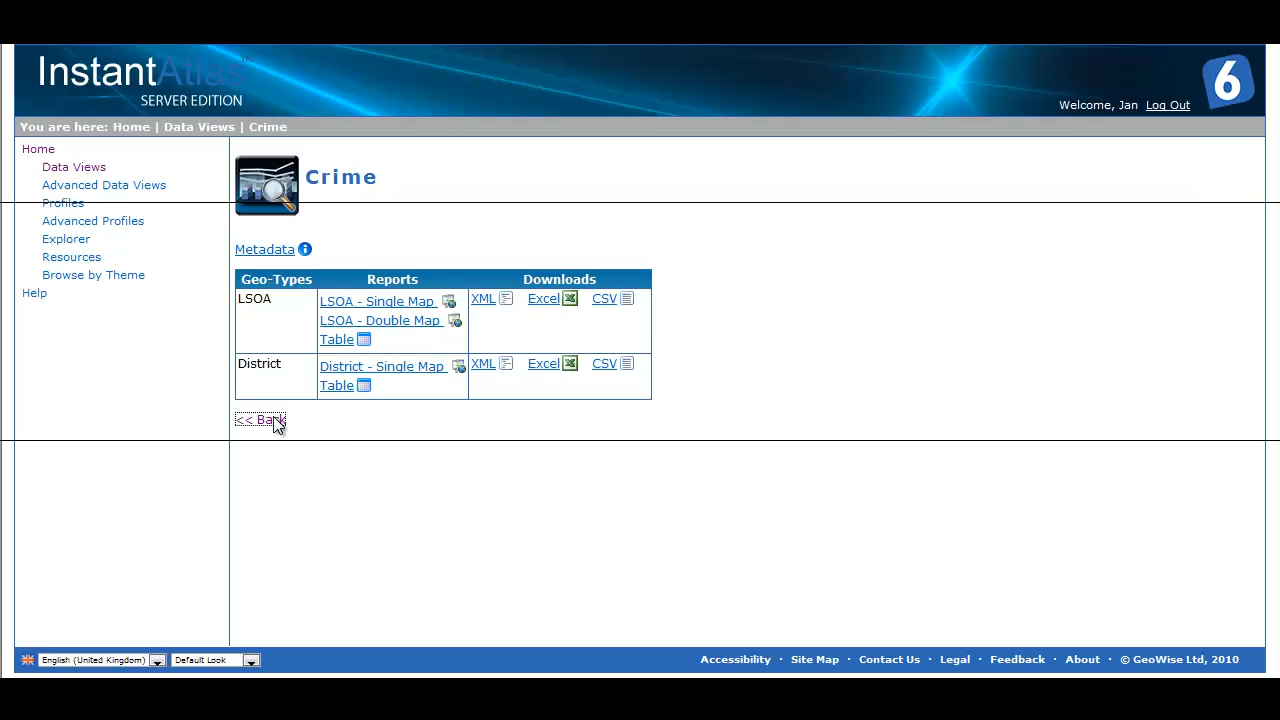 InstantAtlas™
SERVER EDITION
6
Welcome, Jan Log Out
You are here: Home | Data Views | Crime
Home
Data Views
Advanced Data Views
Profiles
Advanced Profiles
Explorer
Resources
Browse by Theme
Help
Crime
Metadata
Geo-Types Reports Downloads
LSOA LSOA - Single Map XML Excel CSV
LSOA - Double Map
Table
District District - Single Map XML Excel CSV
Table
<< Back
English (United Kingdom) Default Look
Accessibility · Site Map · Contact Us · Legal · Feedback · About · © GeoWise Ltd, 2010